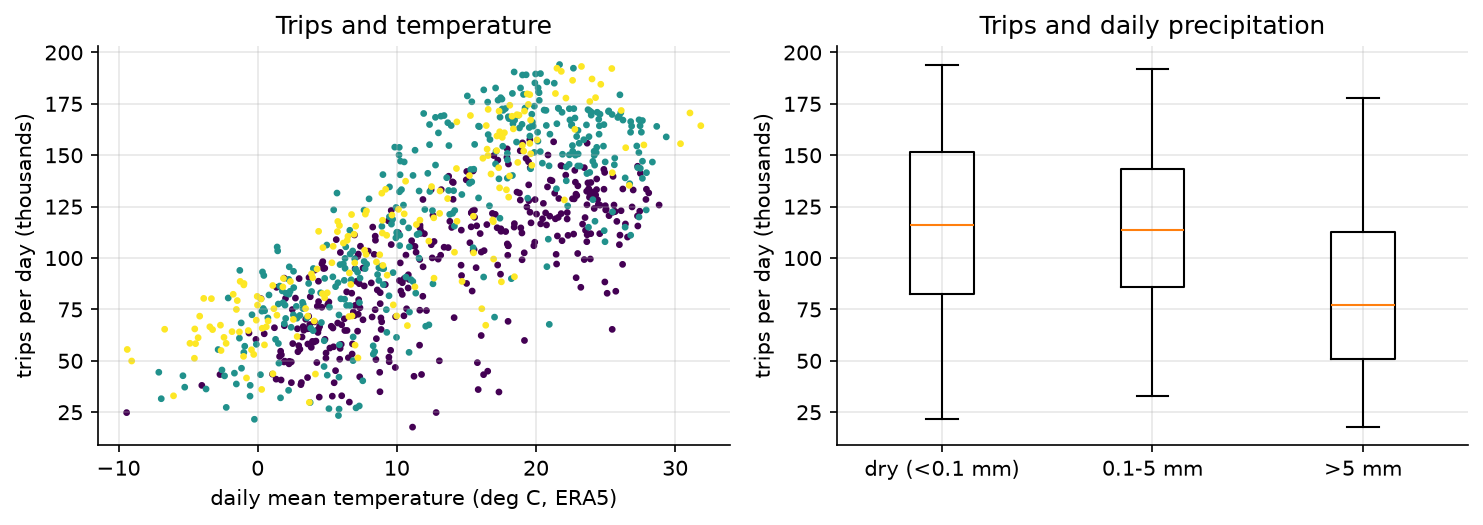 Trips and temperature
trips per day (thousands)
200
175
150
125
100
75
50
25
−10
0
10
20
30
daily mean temperature (deg C, ERA5)
Trips and daily precipitation
trips per day (thousands)
200
175
150
125
100
75
50
25
dry (<0.1 mm)
0.1-5 mm
>5 mm